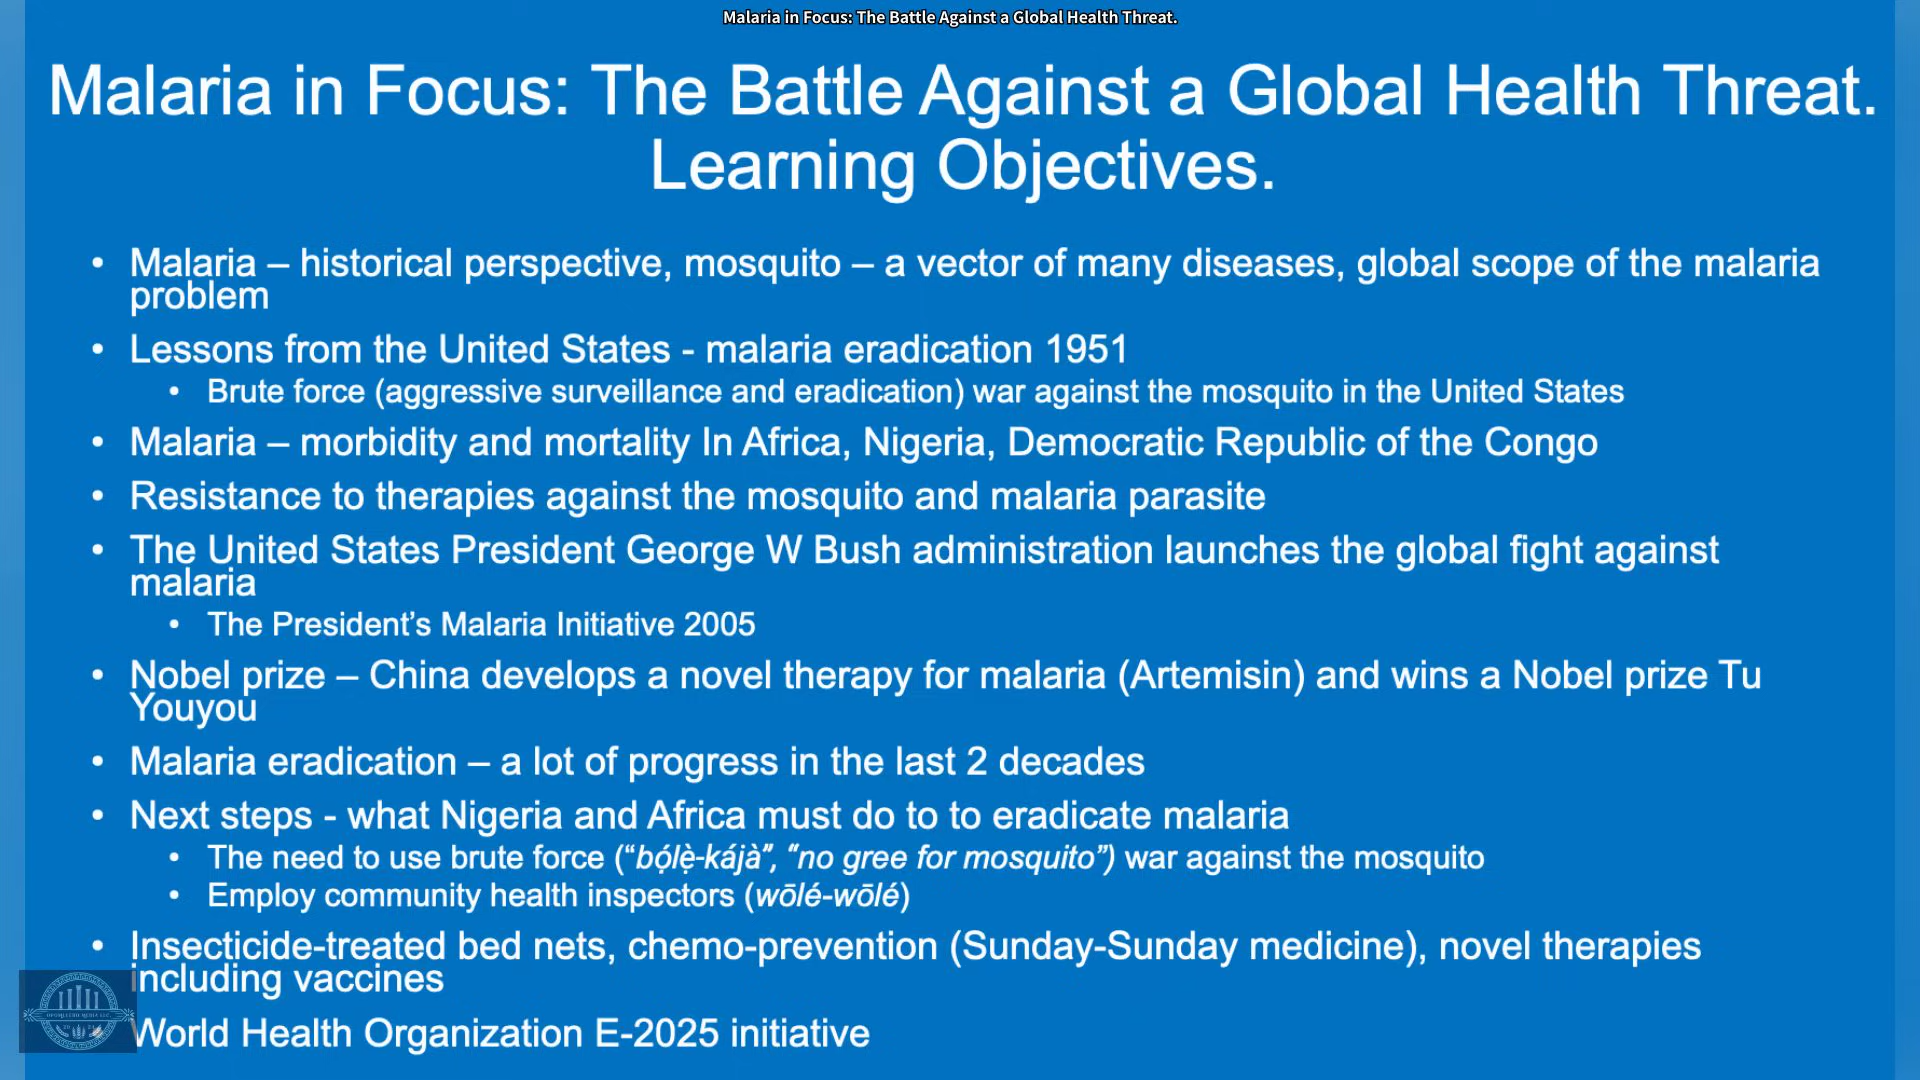 Malaria in Focus: The Battle Against a Global Health Threat.
Malaria in Focus: The Battle Against a Global Health Threat.
Learning Objectives.
• Malaria – historical perspective, mosquito – a vector of many diseases, global scope of the malaria
problem
• Lessons from the United States - malaria eradication 1951
• Brute force (aggressive surveillance and eradication) war against the mosquito in the United States
• Malaria – morbidity and mortality In Africa, Nigeria, Democratic Republic of the Congo
• Resistance to therapies against the mosquito and malaria parasite
• The United States President George W Bush administration launches the global fight against
malaria
• The President’s Malaria Initiative 2005
• Nobel prize – China develops a novel therapy for malaria (Artemisin) and wins a Nobel prize Tu
Youyou
• Malaria eradication – a lot of progress in the last 2 decades
• Next steps - what Nigeria and Africa must do to to eradicate malaria
• The need to use brute force (“bọ́lẹ̀-kájà”, “no gree for mosquito”) war against the mosquito
• Employ community health inspectors (wōlé-wōlé)
• Insecticide-treated bed nets, chemo-prevention (Sunday-Sunday medicine), novel therapies
including vaccines
World Health Organization E-2025 initiative